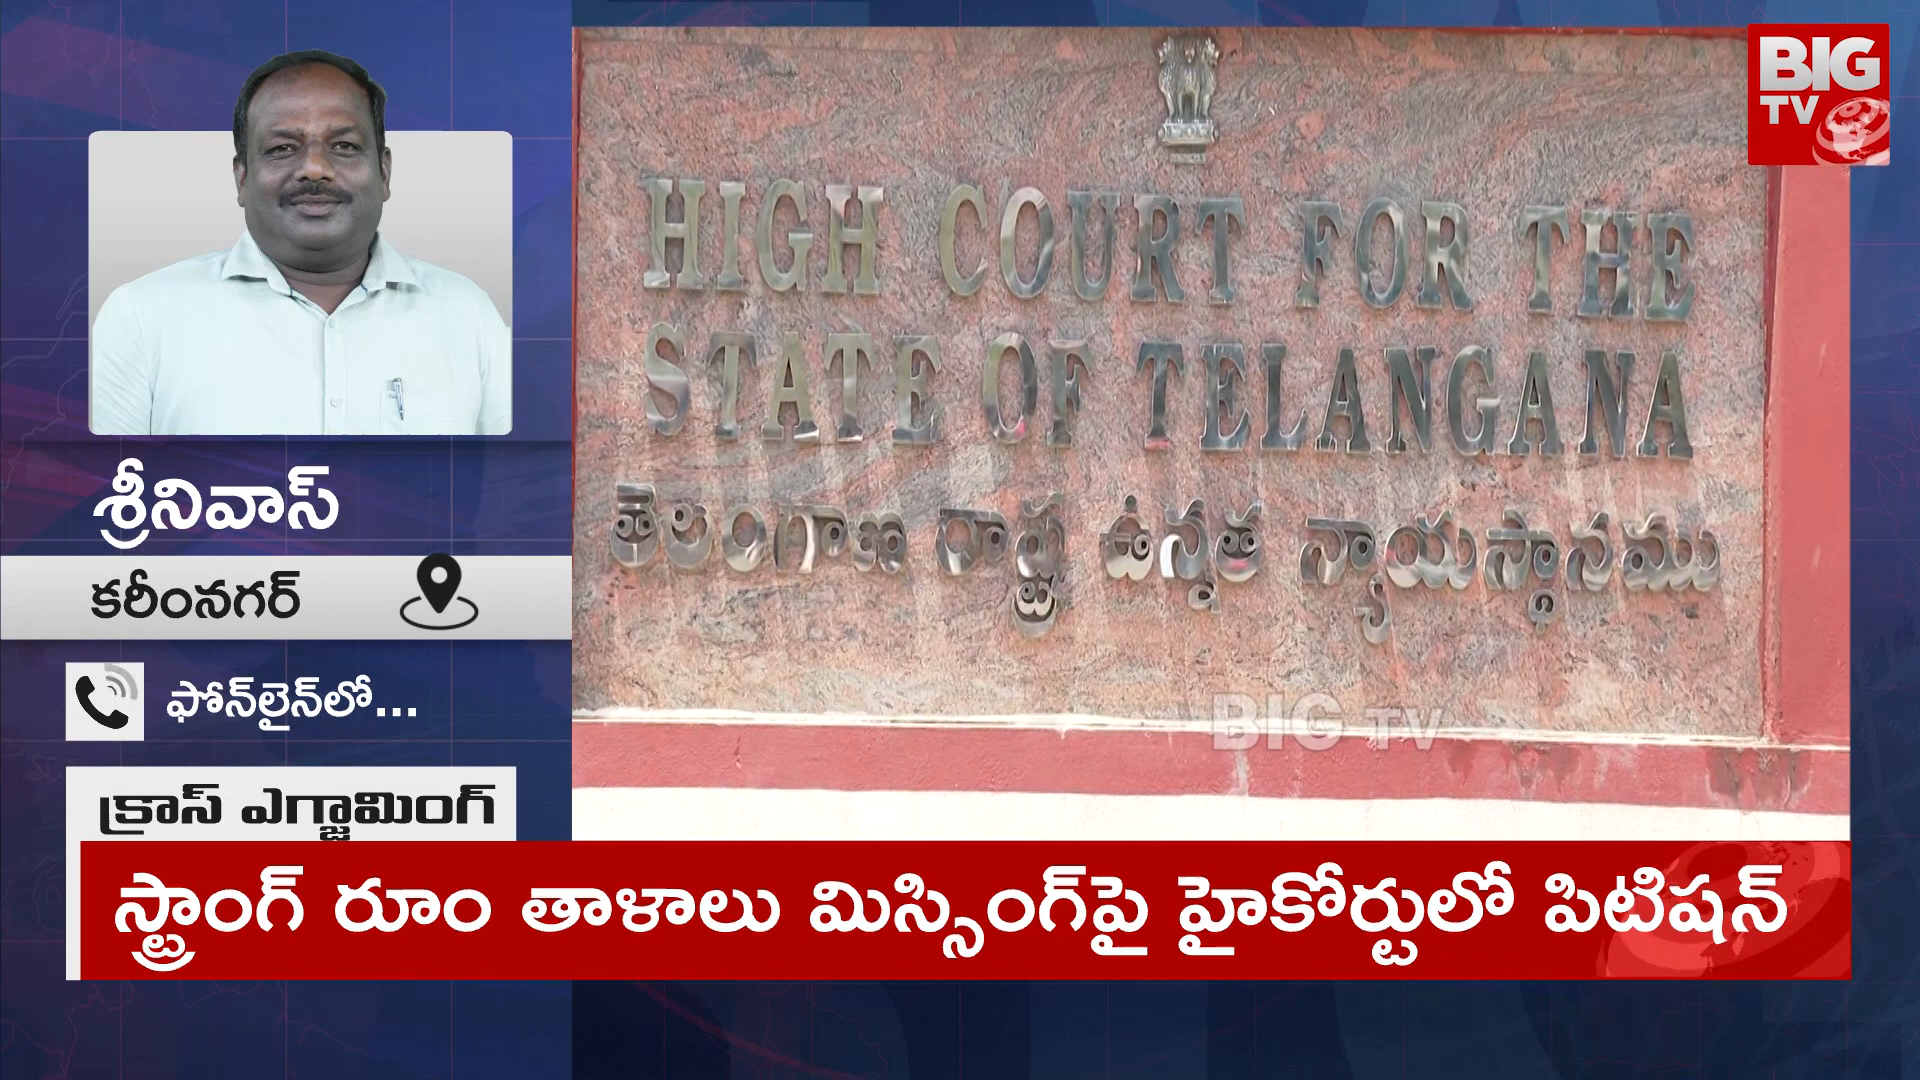 BIG
TV
HIGH COURT FOR THE
STATE OF TELANGANA
తెలంగాణ రాష్ట్ర ఉన్నత న్యాయస్థానము
BIG TV
శ్రీనివాస్
కరీంనగర్
ఫోన్‌లైన్‌లో...
క్రాస్ ఎగ్జామింగ్
స్ట్రాంగ్ రూం తాళాలు మిస్సింగ్‌పై హైకోర్టులో పిటిషన్